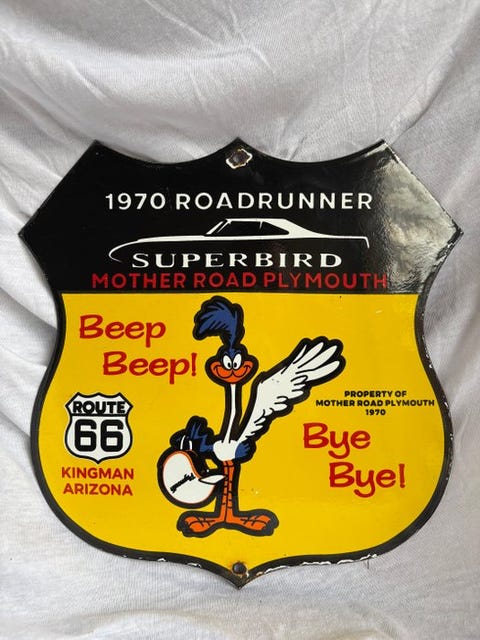 1970 ROADRUNNER
SUPERBIRD
MOTHER ROAD PLYMOUTH
Beep
Beep!
ROUTE
66
KINGMAN
ARIZONA
PROPERTY OF
MOTHER ROAD PLYMOUTH
1970
Bye
Bye!